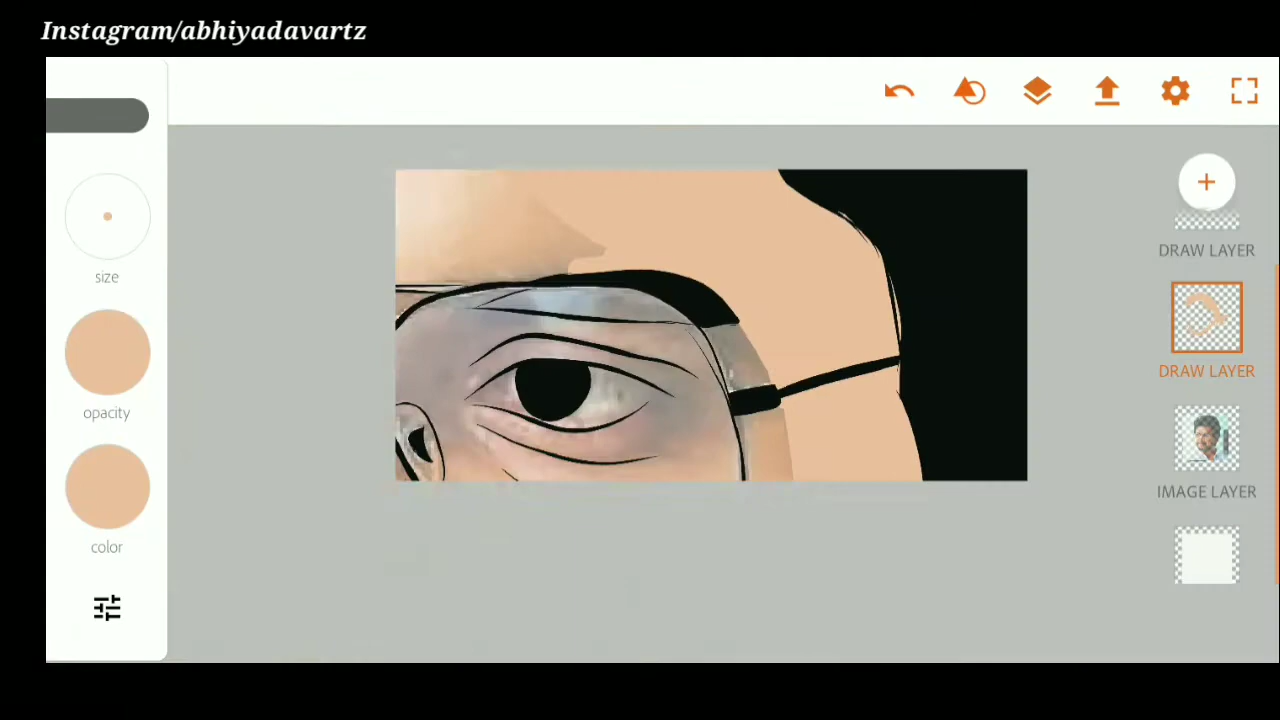 Instagram/abhiyadavartz
size
DRAW LAYER
DRAW LAYER
opacity
IMAGE LAYER
color